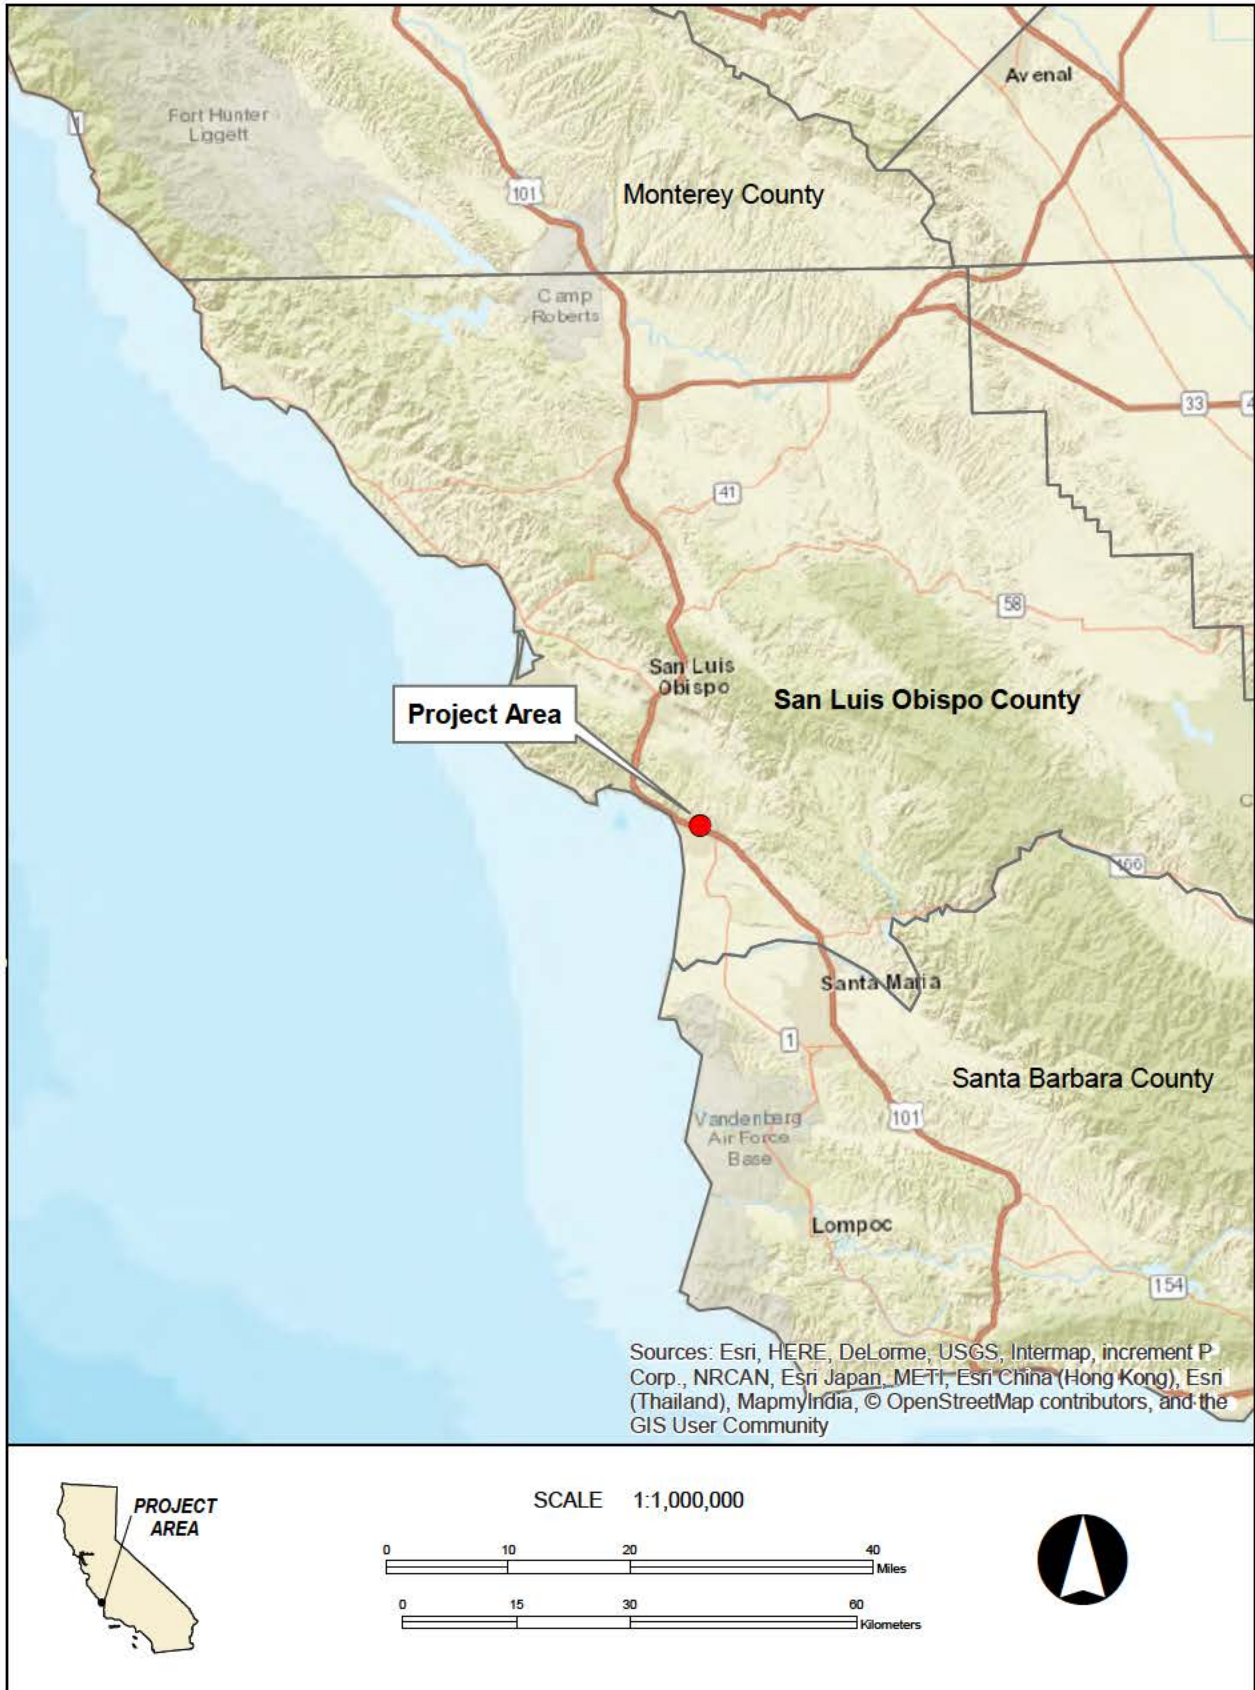 Avenal
Fort Hunter
Liggett
1
101
Monterey County
Camp
Roberts
33
4
41
58
San Luis
Obispo
San Luis Obispo County
Project Area
C
166
Santa Maria
1
Santa Barbara County
101
Vandenberg
Air Force
Base
Lompoc
154
Sources: Esri, HERE, DeLorme, USGS, Intermap, increment P
Corp., NRCAN, Esri Japan, METI, Esri China (Hong Kong), Esri
(Thailand), MapmyIndia, © OpenStreetMap contributors, and the
GIS User Community
PROJECT
AREA
SCALE 1:1,000,000
0 10 20 40
Miles
0 15 30 60
Kilometers